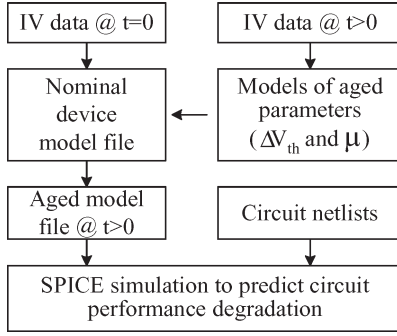 IV data @ t=0
IV data @ t>0
Nominal
device
model file
Models of aged
parameters
(ΔVth and μ)
Aged model
file @ t>0
Circuit netlists
SPICE simulation to predict circuit
performance degradation